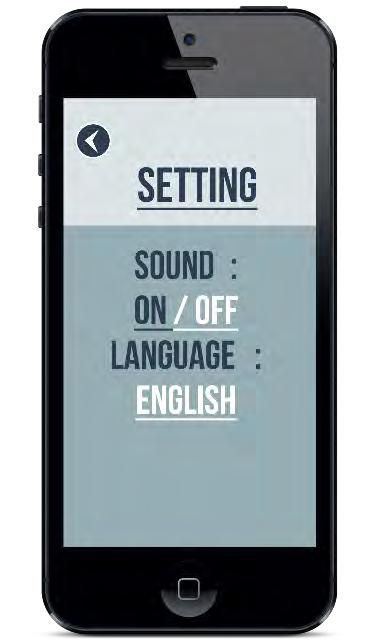 SETTING
SOUND :
ON / OFF
LANGUAGE :
ENGLISH